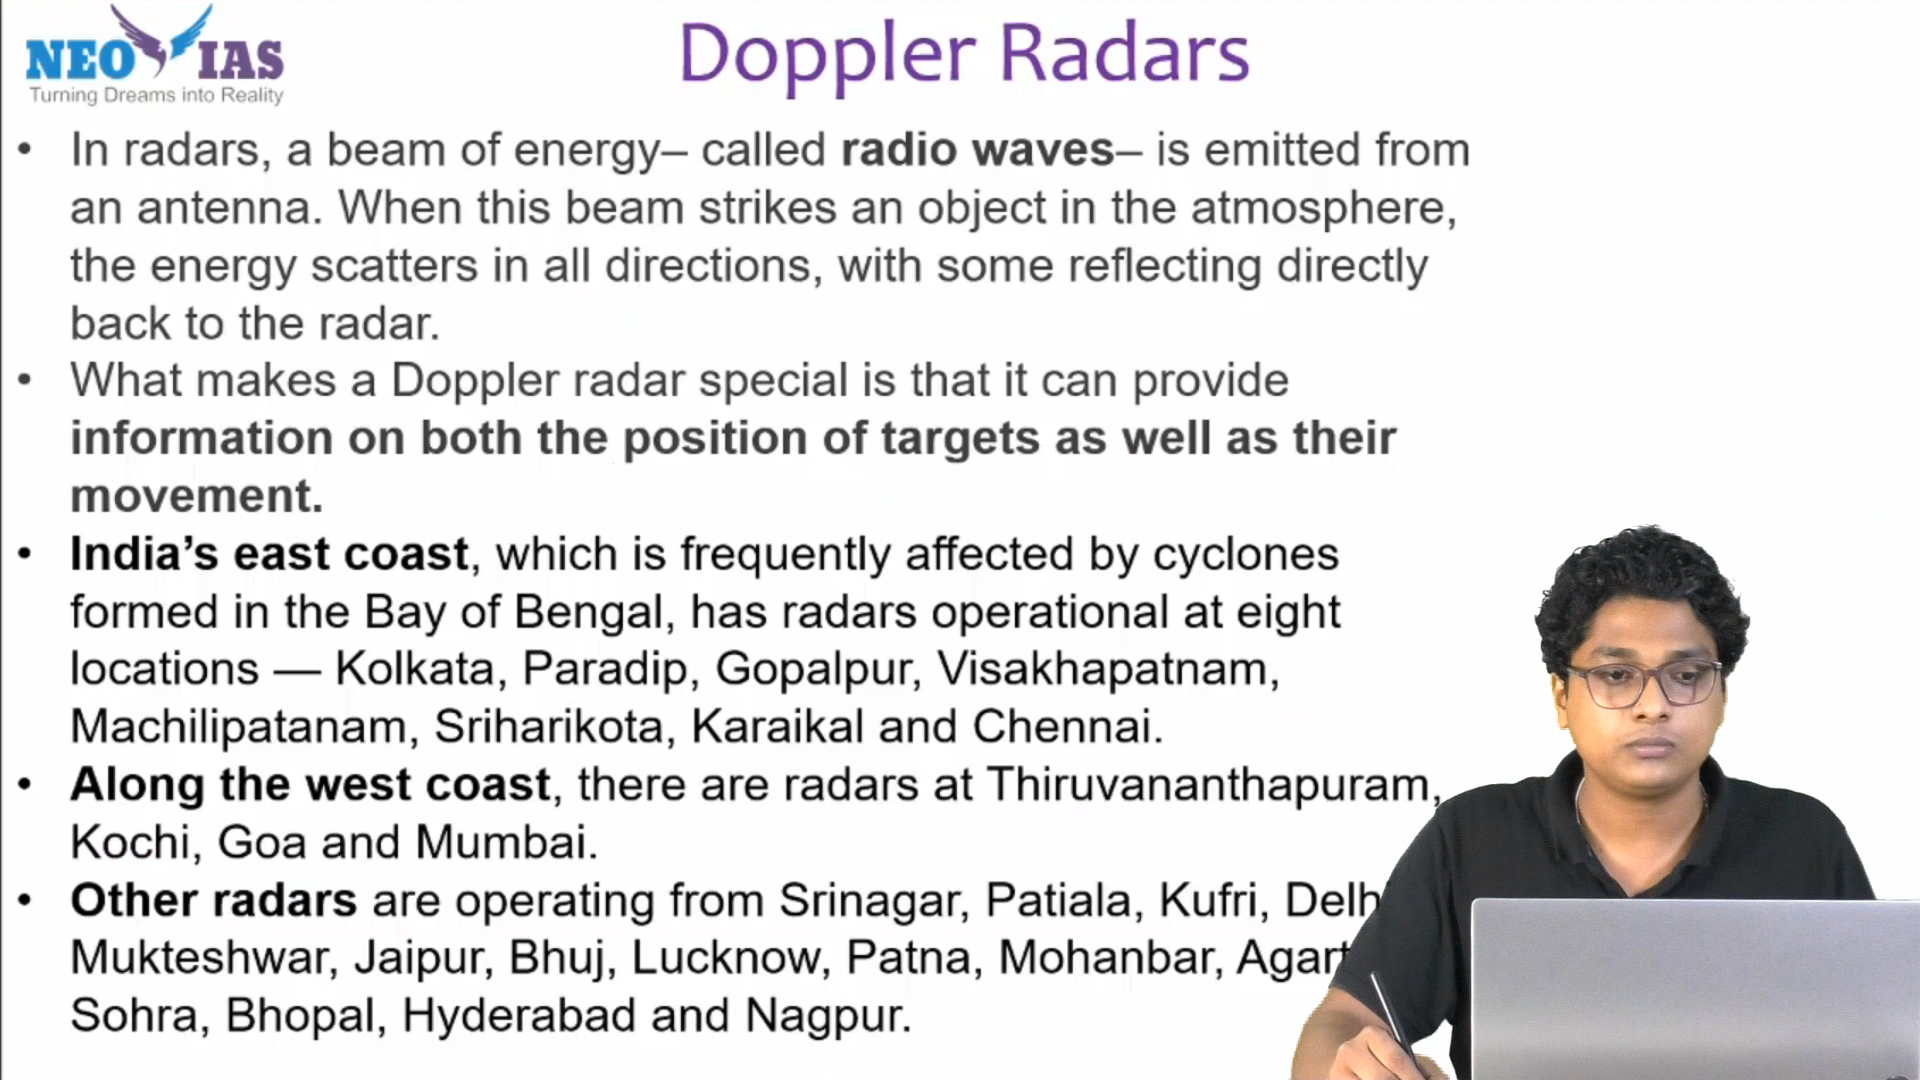 NEO IAS
Turning Dreams into Reality
Doppler Radars
• In radars, a beam of energy– called radio waves– is emitted from
an antenna. When this beam strikes an object in the atmosphere,
the energy scatters in all directions, with some reflecting directly
back to the radar.
• What makes a Doppler radar special is that it can provide
information on both the position of targets as well as their
movement.
• India’s east coast, which is frequently affected by cyclones
formed in the Bay of Bengal, has radars operational at eight
locations — Kolkata, Paradip, Gopalpur, Visakhapatnam,
Machilipatanam, Sriharikota, Karaikal and Chennai.
• Along the west coast, there are radars at Thiruvananthapuram,
Kochi, Goa and Mumbai.
• Other radars are operating from Srinagar, Patiala, Kufri,
Mukteshwar, Jaipur, Bhuj, Lucknow, Patna, Mohanbar,
Sohra, Bhopal, Hyderabad and Nagpur.